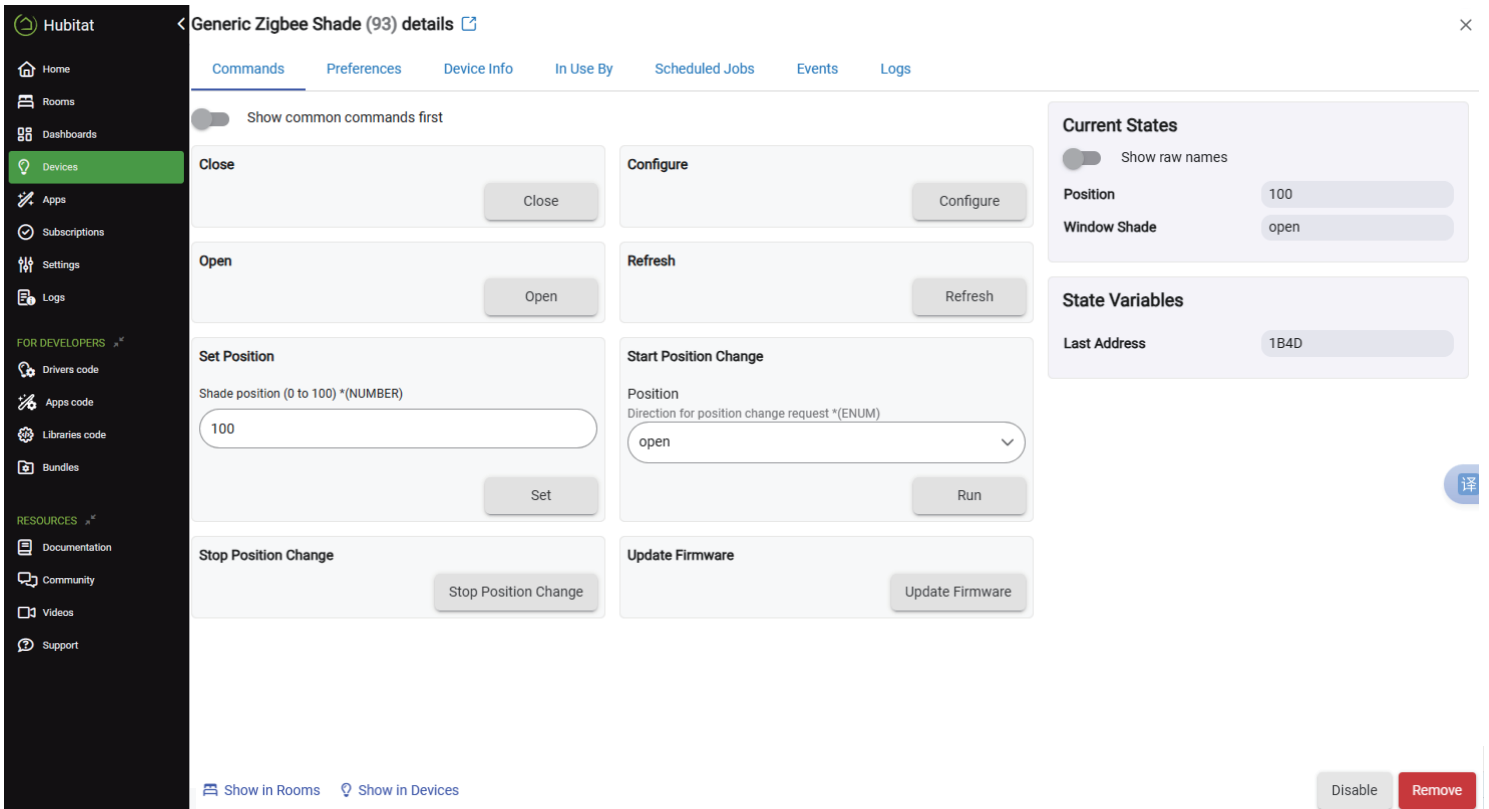 Hubitat
Home
Rooms
Dashboards
Devices
Apps
Subscriptions
Settings
Logs
FOR DEVELOPERS
Drivers code
Apps code
Libraries code
Bundles
RESOURCES
Documentation
Community
Videos
Support
Generic Zigbee Shade (93) details
Commands Preferences Device Info In Use By Scheduled Jobs Events Logs
Show common commands first
Close
Close
Configure
Configure
Open
Open
Refresh
Refresh
Set Position
Shade position (0 to 100) *(NUMBER)
100
Set
Start Position Change
Position
Direction for position change request *(ENUM)
open
Run
Stop Position Change
Stop Position Change
Update Firmware
Update Firmware
Current States
Show raw names
Position 100
Window Shade open
State Variables
Last Address 1B4D
译
Show in Rooms Show in Devices
Disable Remove